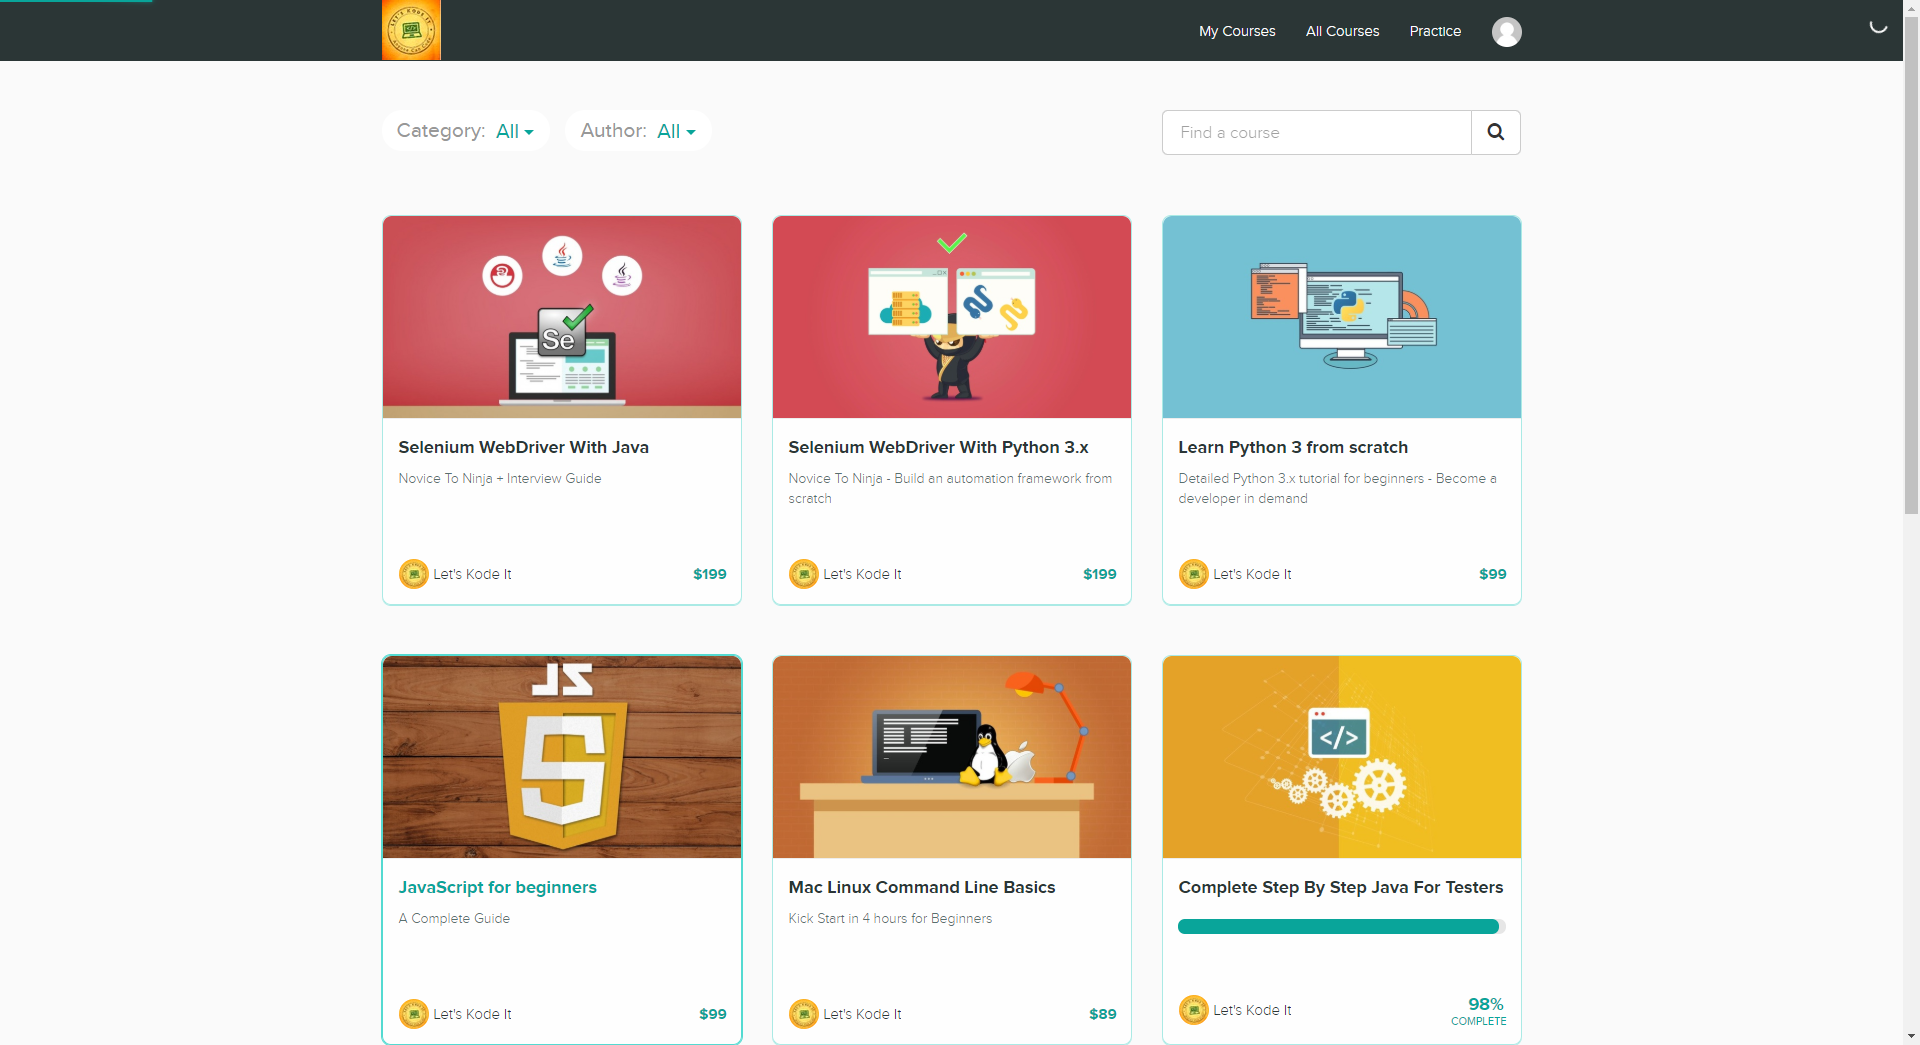 LET'S KODE IT
My Courses
All Courses
Practice
Category: All
Author: All
Find a course
Se
Selenium WebDriver With Java
Novice To Ninja + Interview Guide
Let's Kode It
$199
Selenium WebDriver With Python 3.x
Novice To Ninja - Build an automation framework from
scratch
Let's Kode It
$199
Learn Python 3 from scratch
Detailed Python 3.x tutorial for beginners - Become a
developer in demand
Let's Kode It
$99
JS
JavaScript for beginners
A Complete Guide
Let's Kode It
$99
Mac Linux Command Line Basics
Kick Start in 4 hours for Beginners
Let's Kode It
$89
</>
Complete Step By Step Java For Testers
Let's Kode It
98%
COMPLETE